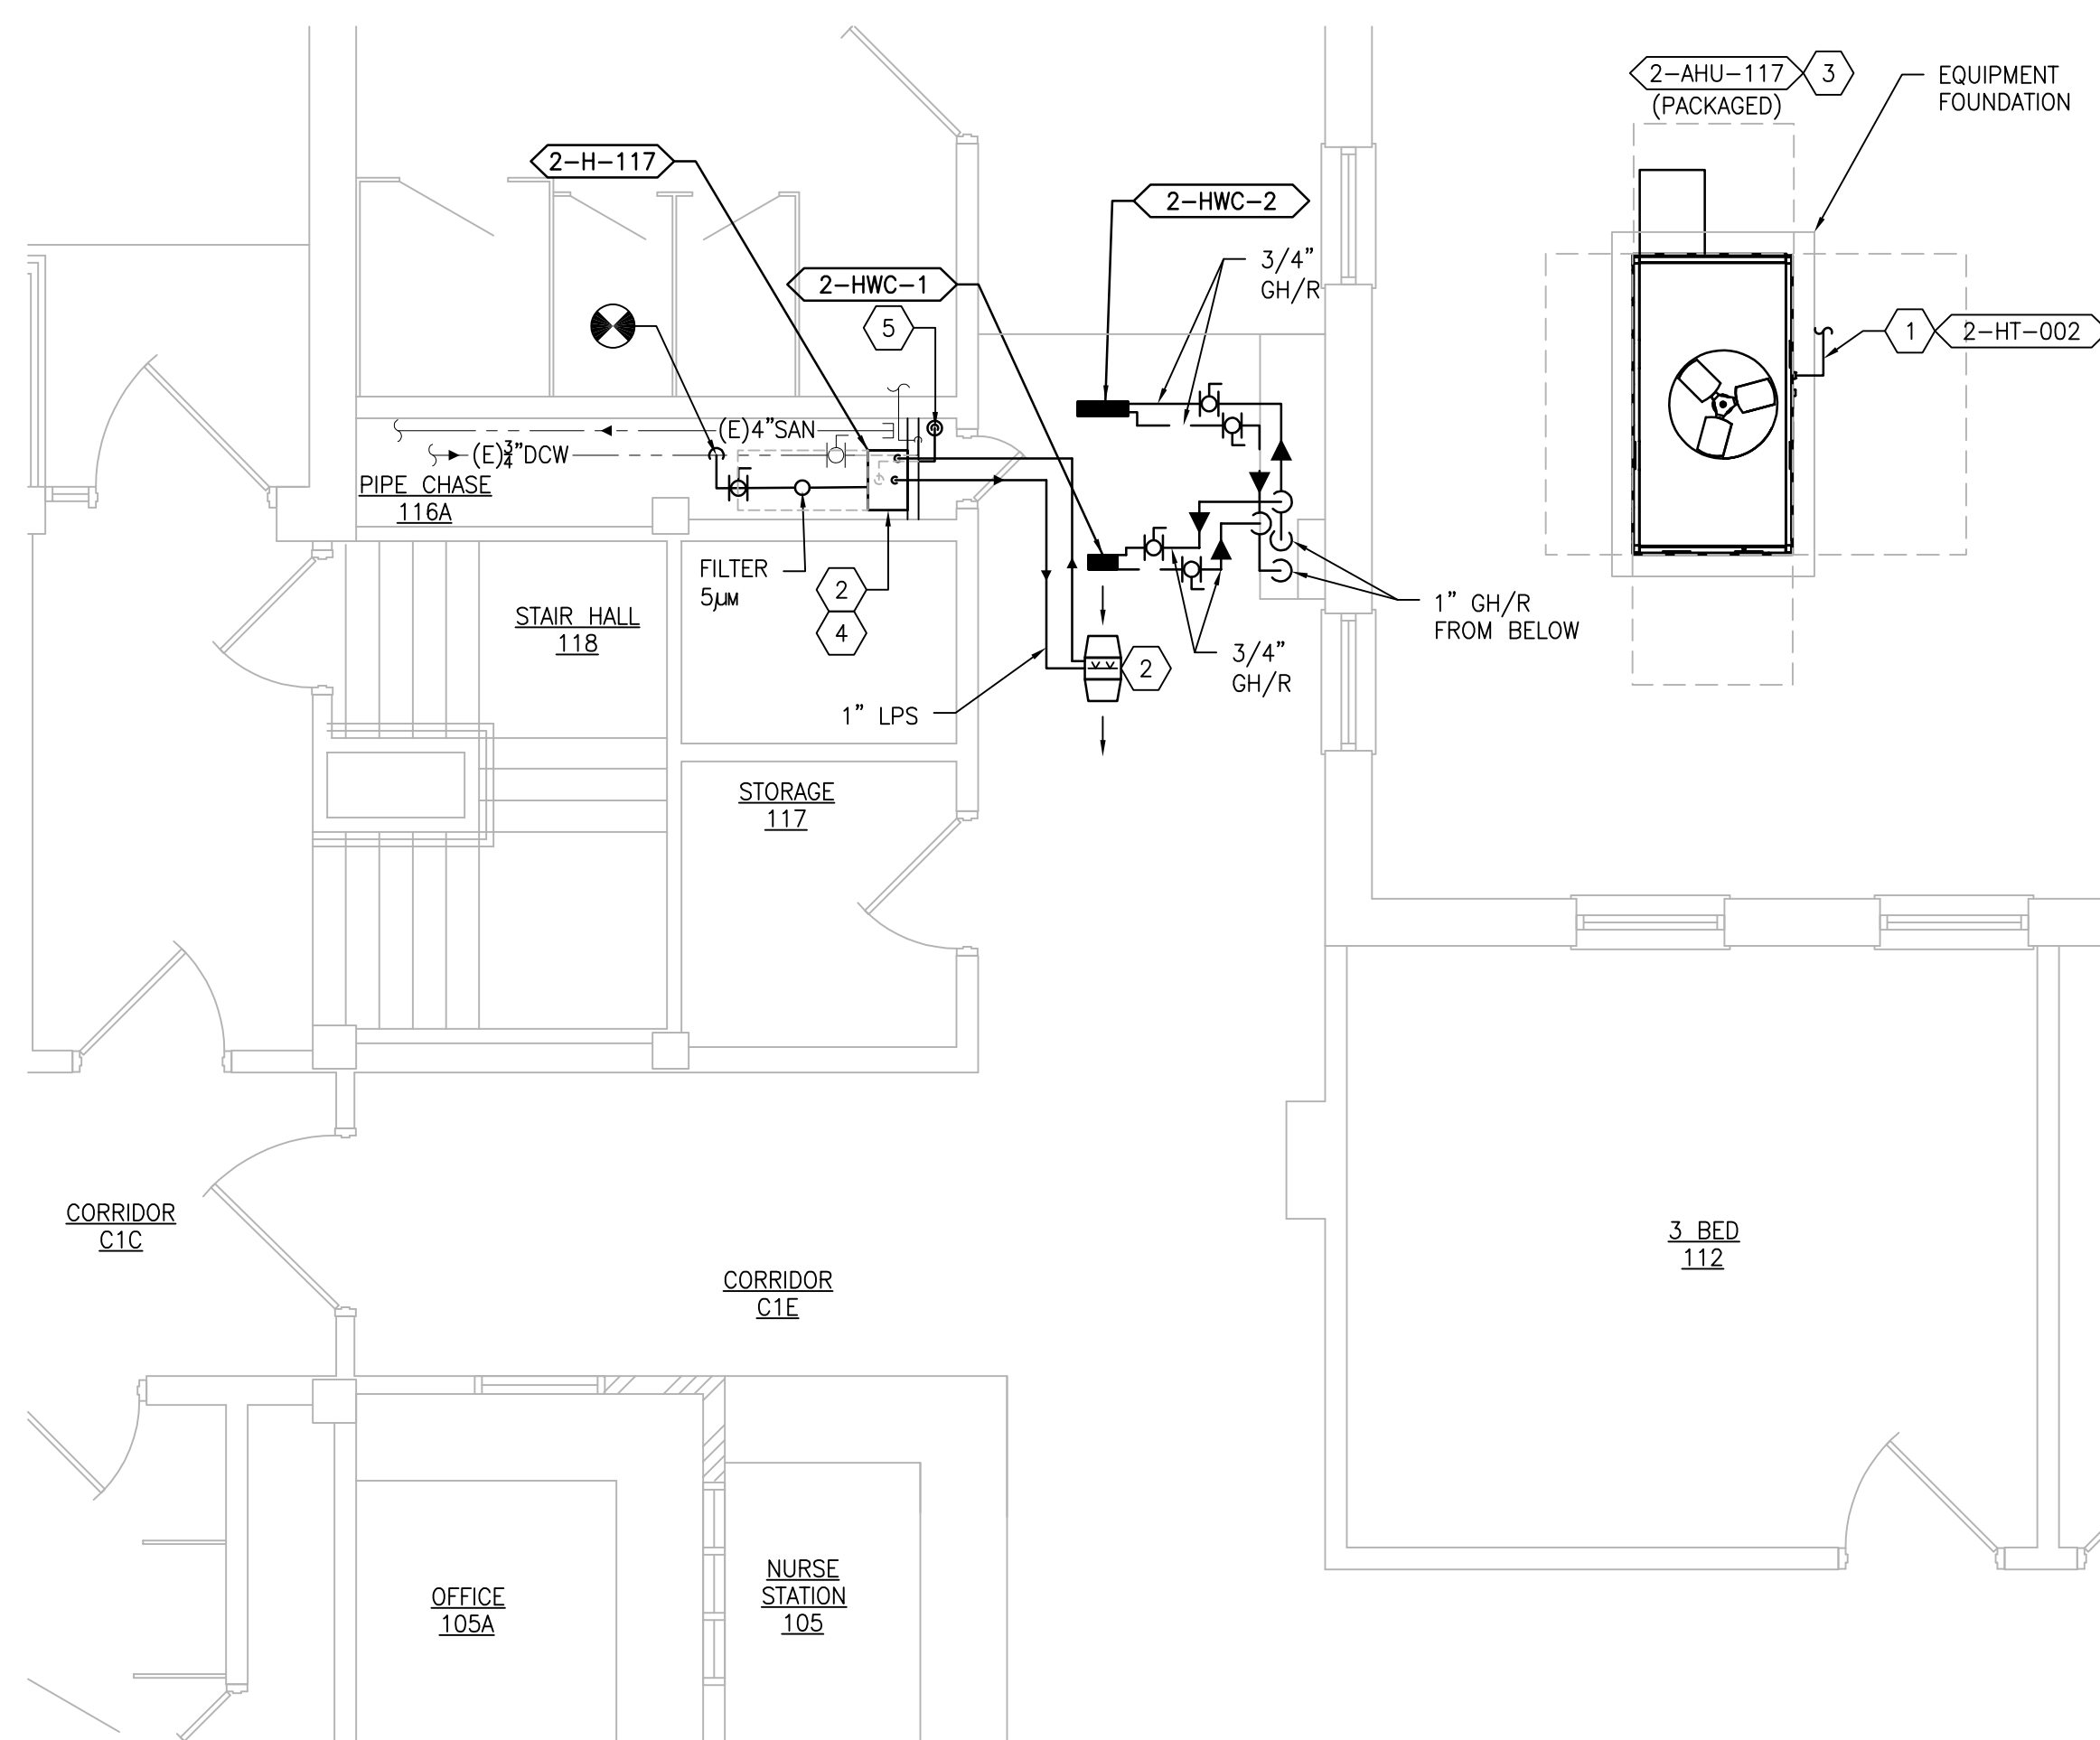 2-AHU-117
3
(PACKAGED)
EQUIPMENT
FOUNDATION
2-H-117
2-HWC-2
3/4"
GH/R
2-HWC-1
5
1
2-HT-002
(E)4"SAN
(E)3/4"DCW
PIPE CHASE
116A
FILTER
5μм
2
4
STAIR HALL
118
1" GH/R
FROM BELOW
3/4"
GH/R
2
1" LPS
STORAGE
117
CORRIDOR
C1C
3 BED
112
CORRIDOR
C1E
NURSE
STATION
105
OFFICE
105A